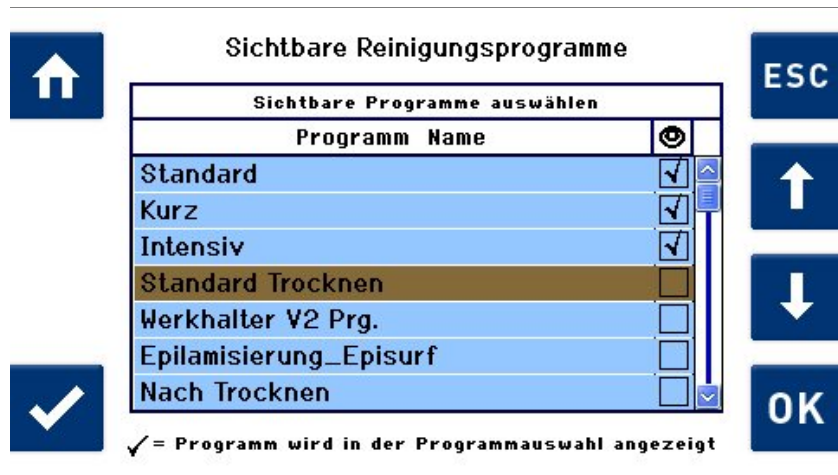 Sichtbare Reinigungsprogramme
ESC
Sichtbare Programme auswählen
Programm Name
Standard
Kurz
Intensiv
Standard Trocknen
Werkhalter V2 Prg.
Epilamisierung_Episurf
Nach Trocknen
OK
✓= Programm wird in der Programmauswahl angezeigt